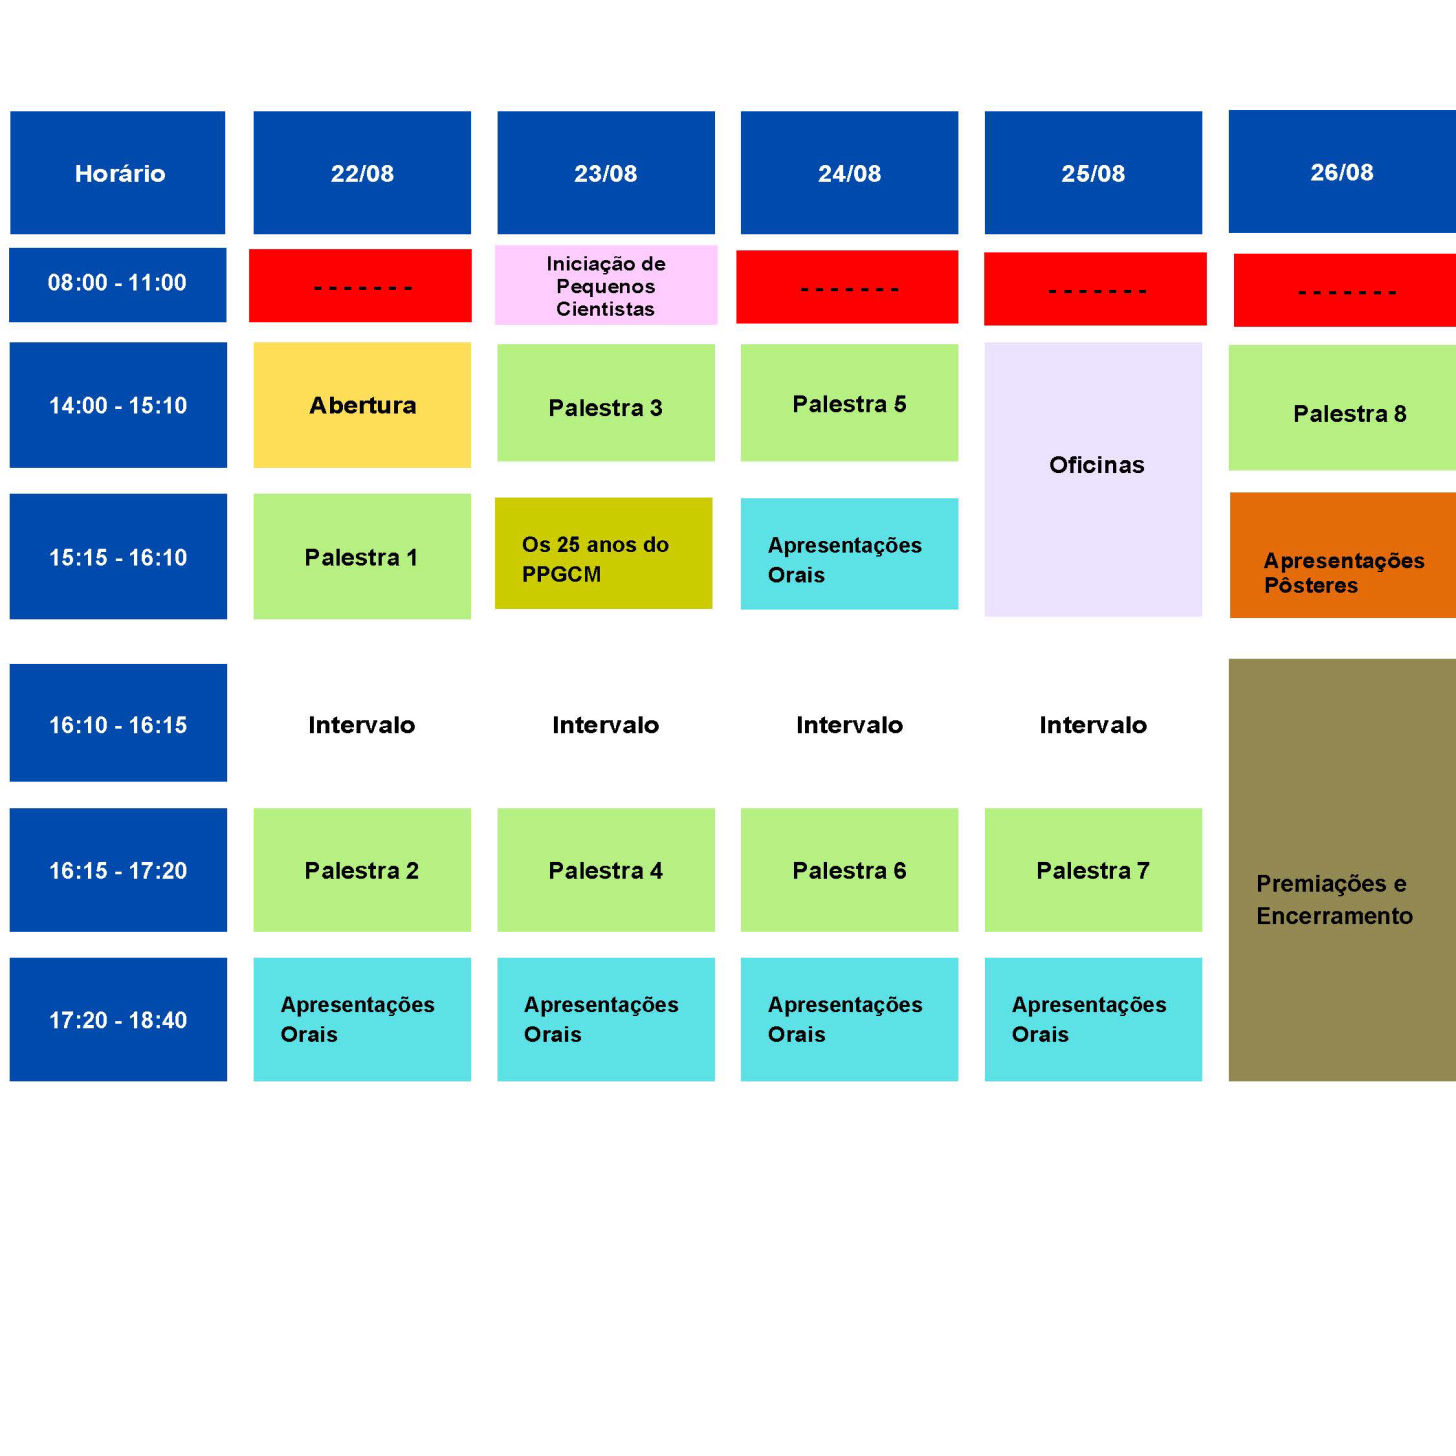 Horário 22/08 23/08 24/08 25/08 26/08
08:00 - 11:00 - - - - - - - Iniciação de
Pequenos
Cientistas - - - - - - - - - - - - - - - - - - - - -
14:00 - 15:10 Abertura Palestra 3 Palestra 5 Oficinas Palestra 8
15:15 - 16:10 Palestra 1 Os 25 anos do
PPGCM Apresentações
Orais Apresentações
Pôsteres
16:10 - 16:15 Intervalo Intervalo Intervalo Intervalo
16:15 - 17:20 Palestra 2 Palestra 4 Palestra 6 Palestra 7 Premiações e
Encerramento
17:20 - 18:40 Apresentações
Orais Apresentações
Orais Apresentações
Orais Apresentações
Orais